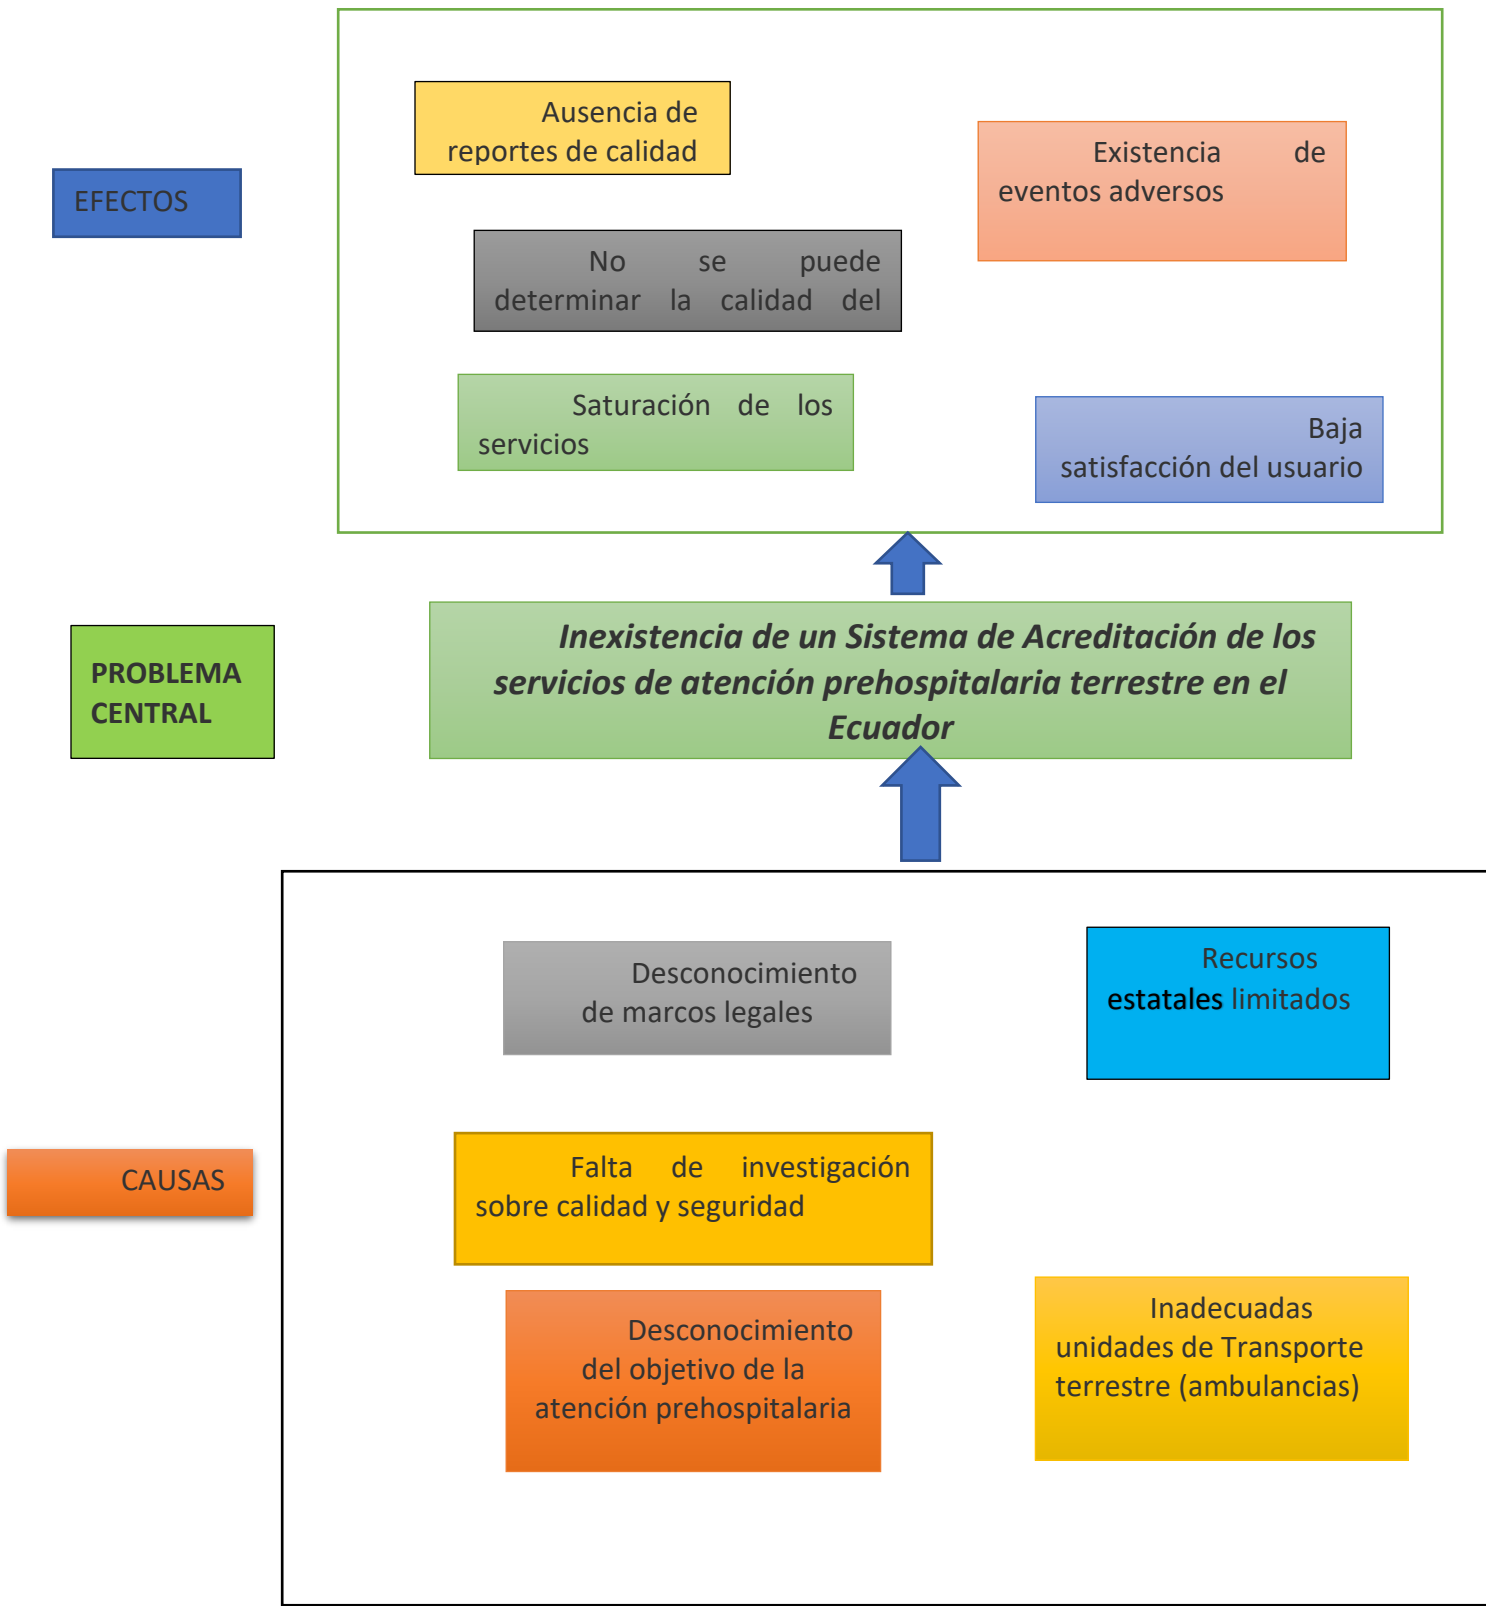 Ausencia de
reportes de calidad
Existencia de
eventos adversos
EFECTOS
No se puede
determinar la calidad del
Saturación de los
servicios
Baja
satisfacción del usuario
Inexistencia de un Sistema de Acreditación de los
servicios de atención prehospitalaria terrestre en el
Ecuador
PROBLEMA
CENTRAL
Desconocimiento
de marcos legales
Recursos
estatales limitados
Falta de investigación
sobre calidad y seguridad
CAUSAS
Desconocimiento
del objetivo de la
atención prehospitalaria
Inadecuadas
unidades de Transporte
terrestre (ambulancias)